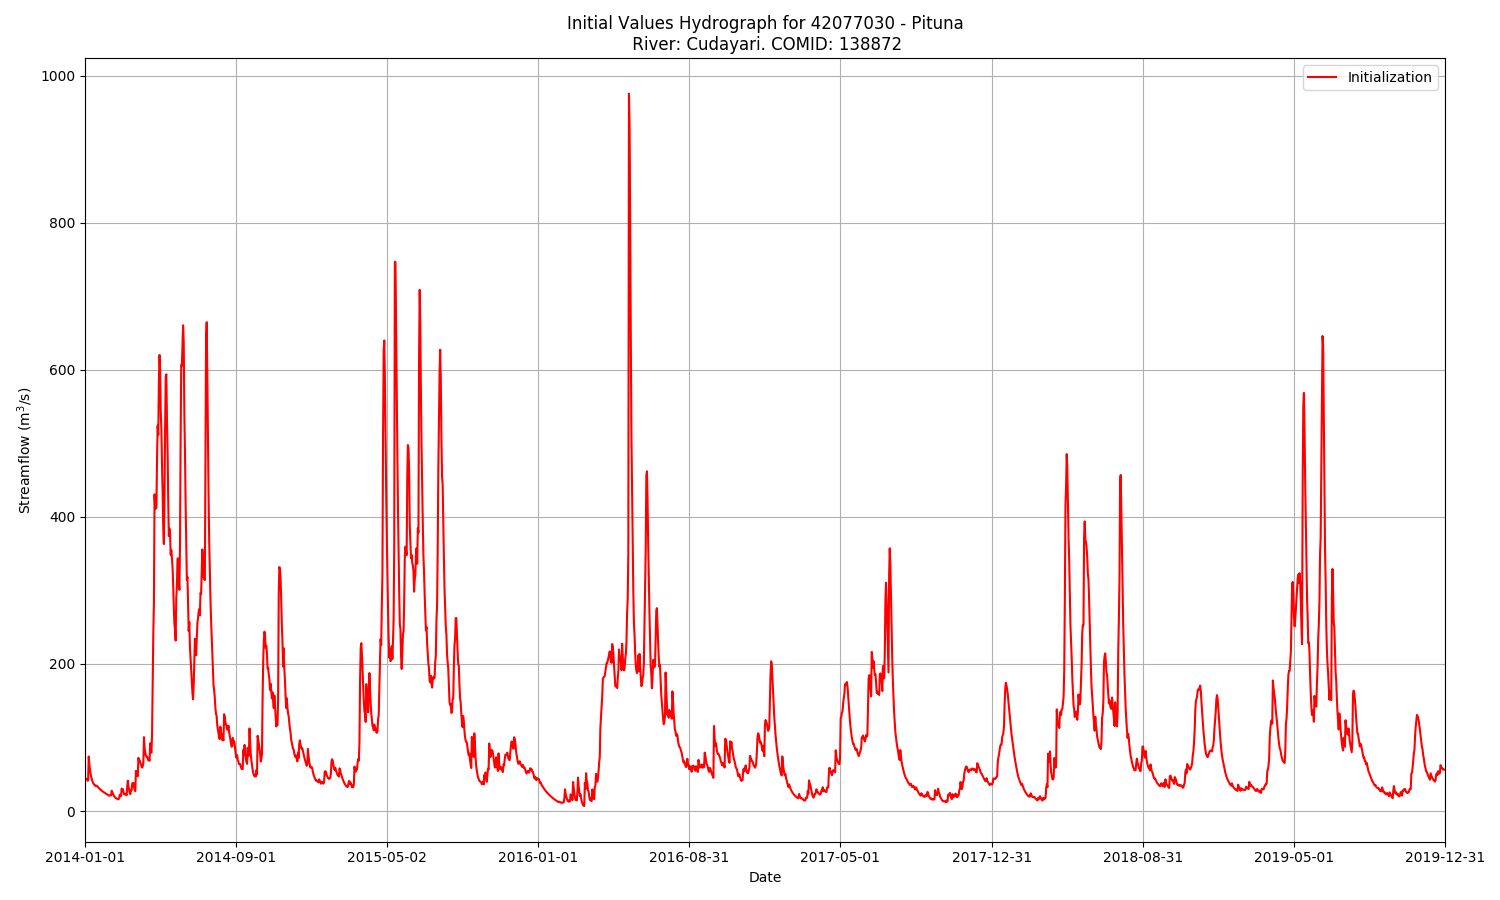 Initial Values Hydrograph for 42077030 - Pituna
River: Cudayari. COMID: 138872
Initialization
1000
800
600
400
200
0
Streamflow (m³/s)
2014-01-01 2014-09-01 2015-05-02 2016-01-01 2016-08-31 2017-05-01 2017-12-31 2018-08-31 2019-05-01 2019-12-31
Date